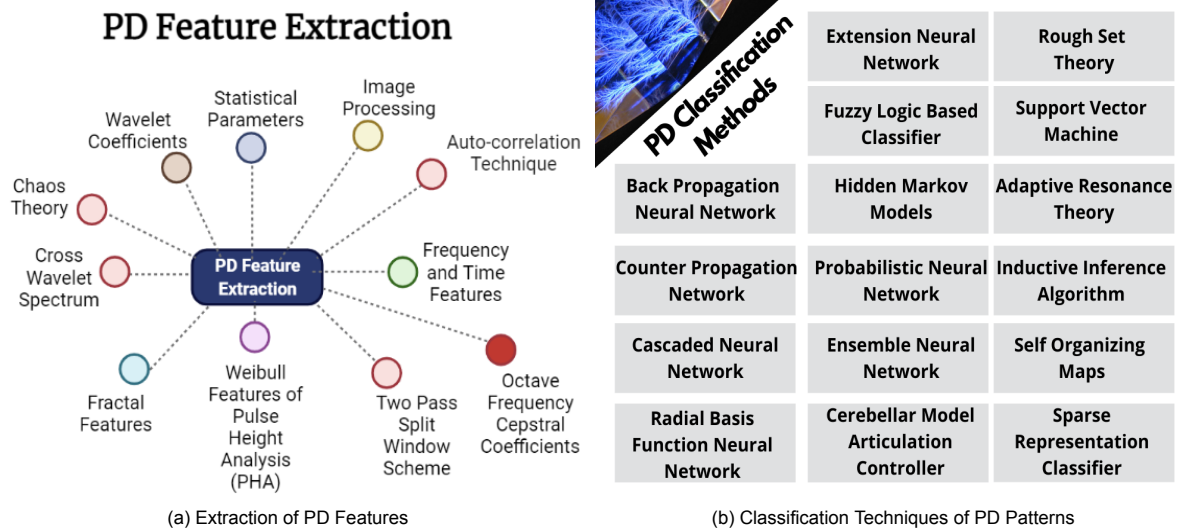 PD Feature Extraction
Wavelet
Coefficients
Statistical
Parameters
Image
Processing
Auto-correlation
Technique
Chaos
Theory
Cross
Wavelet
Spectrum
PD Feature
Extraction
Frequency
and Time
Features
Fractal
Features
Weibull
Features of
Pulse
Height
Analysis
(PHA)
Two Pass
Split
Window
Scheme
Octave
Frequency
Cepstral
Coefficients
(a) Extraction of PD Features
PD Classification
Methods
Extension Neural
Network
Rough Set
Theory
Fuzzy Logic Based
Classifier
Support Vector
Machine
Back Propagation
Neural Network
Hidden Markov
Models
Adaptive Resonance
Theory
Counter Propagation
Network
Probabilistic Neural
Network
Inductive Inference
Algorithm
Cascaded Neural
Network
Ensemble Neural
Network
Self Organizing
Maps
Radial Basis
Function Neural
Network
Cerebellar Model
Articulation
Controller
Sparse
Representation
Classifier
(b) Classification Techniques of PD Patterns